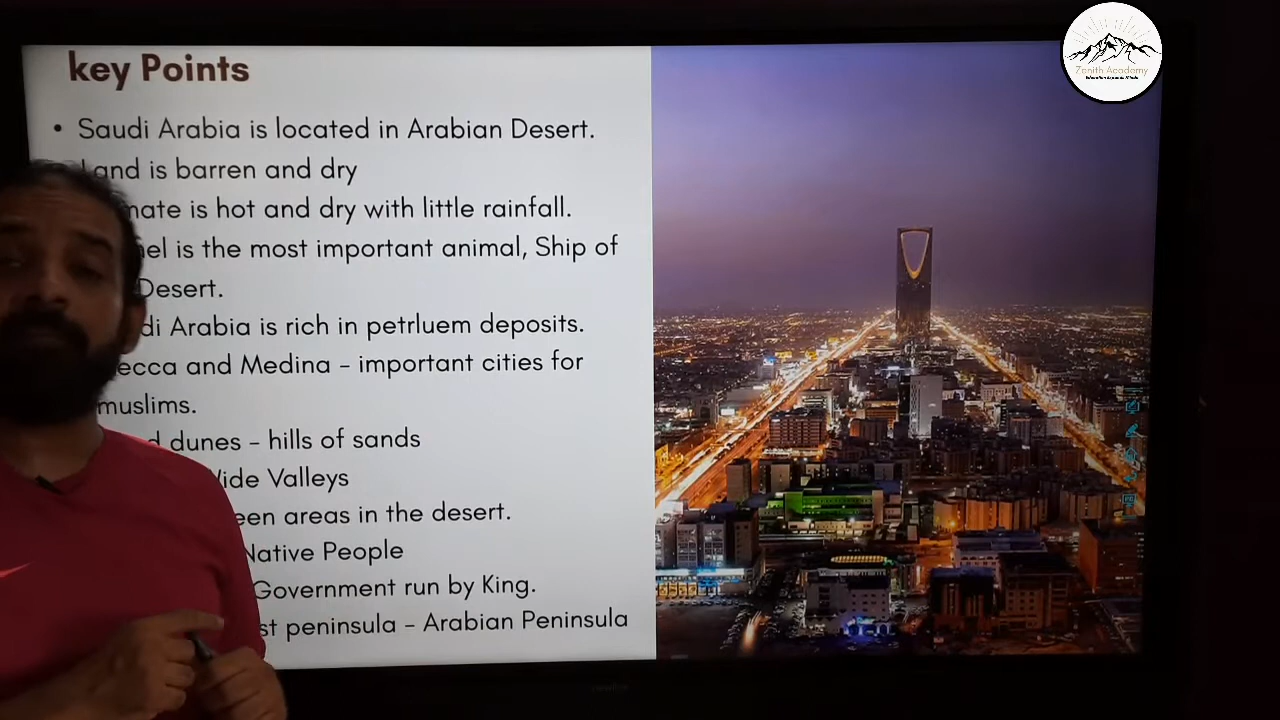 key Points
• Saudi Arabia is located in Arabian Desert.
Land is barren and dry
mate is hot and dry with little rainfall.
el is the most important animal, Ship of
Desert.
di Arabia is rich in petrluem deposits.
ecca and Medina - important cities for
muslims.
d dunes - hills of sands
Wide Valleys
een areas in the desert.
Native People
Government run by King.
st peninsula - Arabian Peninsula
Zenith Academy